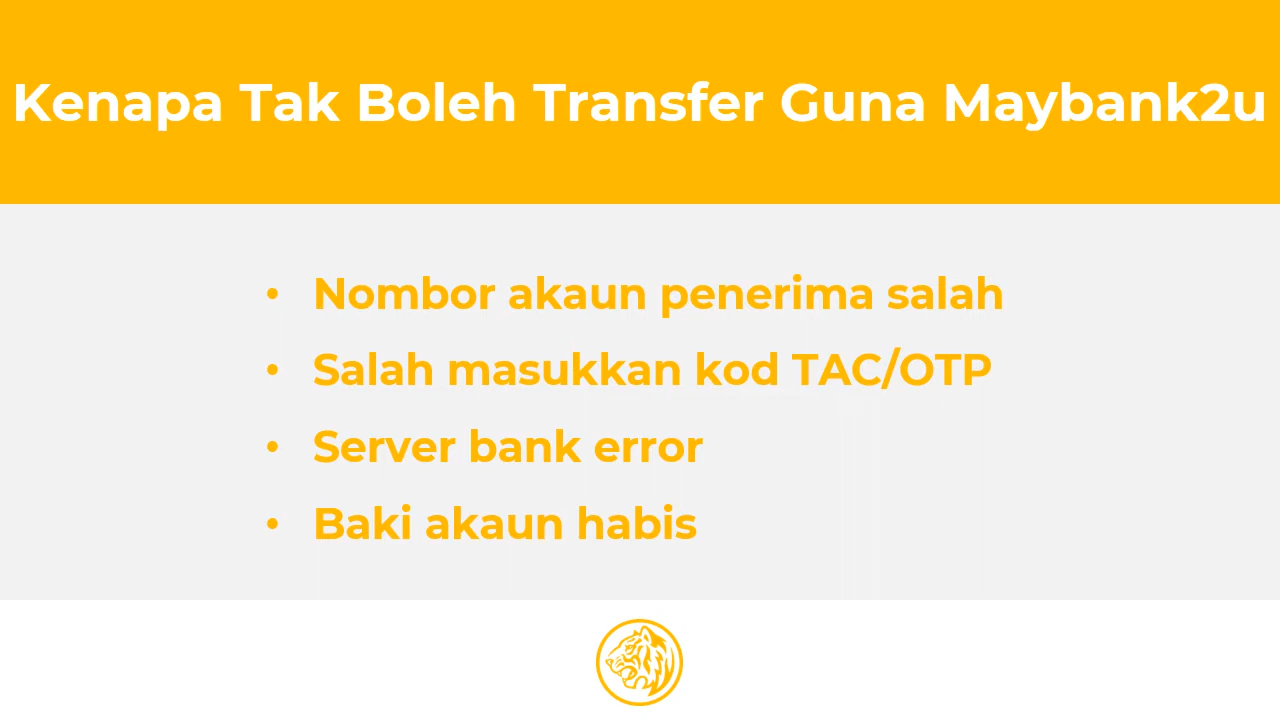 Kenapa Tak Boleh Transfer Guna Maybank2u
• Nombor akaun penerima salah
• Salah masukkan kod TAC/OTP
• Server bank error
• Baki akaun habis